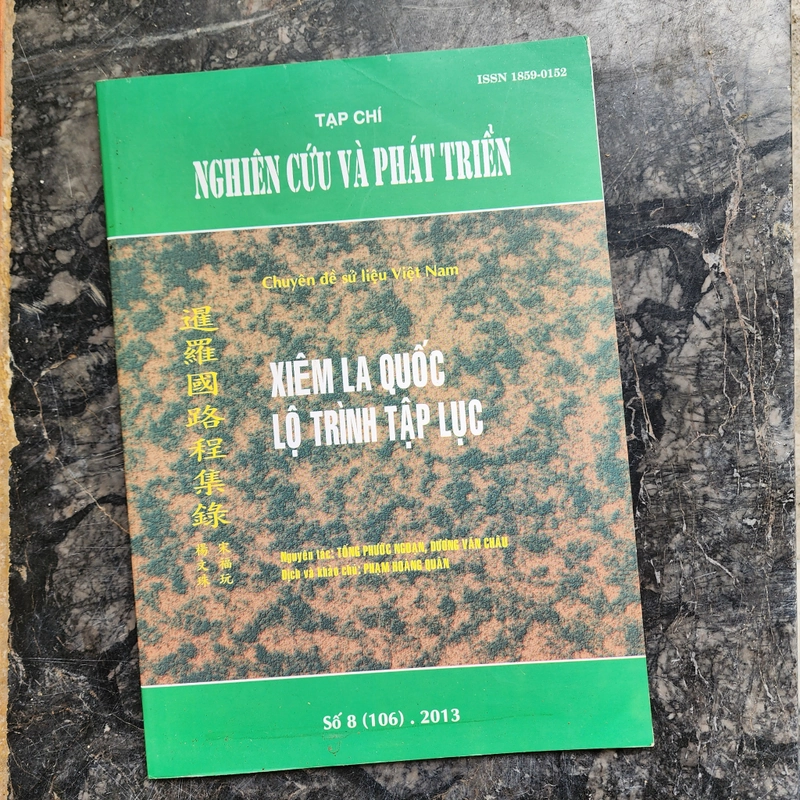 ISSN 1859-0152
TẠP CHÍ
NGHIÊN CỨU VÀ PHÁT TRIỂN
Chuyên đề sử liệu Việt Nam
暹羅國路程集錄
宋福玩
楊文珠
XIÊM LA QUỐC
LỘ TRÌNH TẬP LỤC
Nguyên tác: TỐNG PHƯỚC NGOẠN, DƯƠNG VĂN CHÂU
Dịch và khảo chú: PHẠM HOÀNG QUÂN
Số 8 (106) . 2013